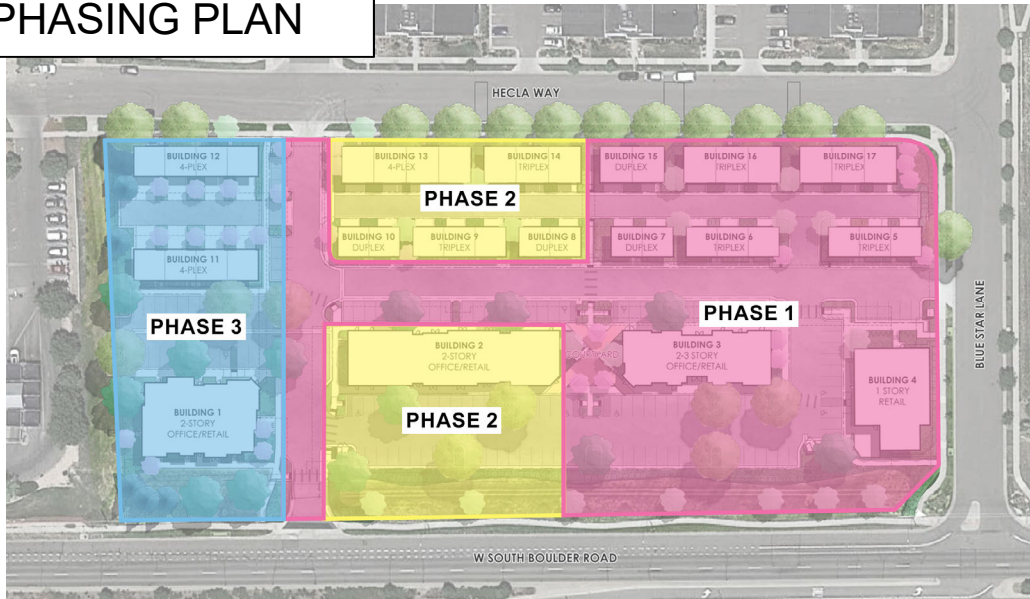 PHASING PLAN
HECLA WAY
BUILDING 12
4-PLEX
BUILDING 13
4-PLEX
BUILDING 14
TRIPLEX
BUILDING 15
DUPLEX
BUILDING 16
TRIPLEX
BUILDING 17
TRIPLEX
PHASE 2
BUILDING 10
DUPLEX
BUILDING 9
TRIPLEX
BUILDING 8
DUPLEX
BUILDING 7
DUPLEX
BUILDING 6
TRIPLEX
BUILDING 5
TRIPLEX
BUILDING 11
4-PLEX
PHASE 3
PHASE 1
BLUE STAR LANE
BUILDING 2
2-STORY
OFFICE/RETAIL
COURTYARD
BUILDING 3
2-3 STORY
OFFICE/RETAIL
BUILDING 4
1 STORY
RETAIL
BUILDING 1
2-STORY
OFFICE/RETAIL
PHASE 2
W SOUTH BOULDER ROAD